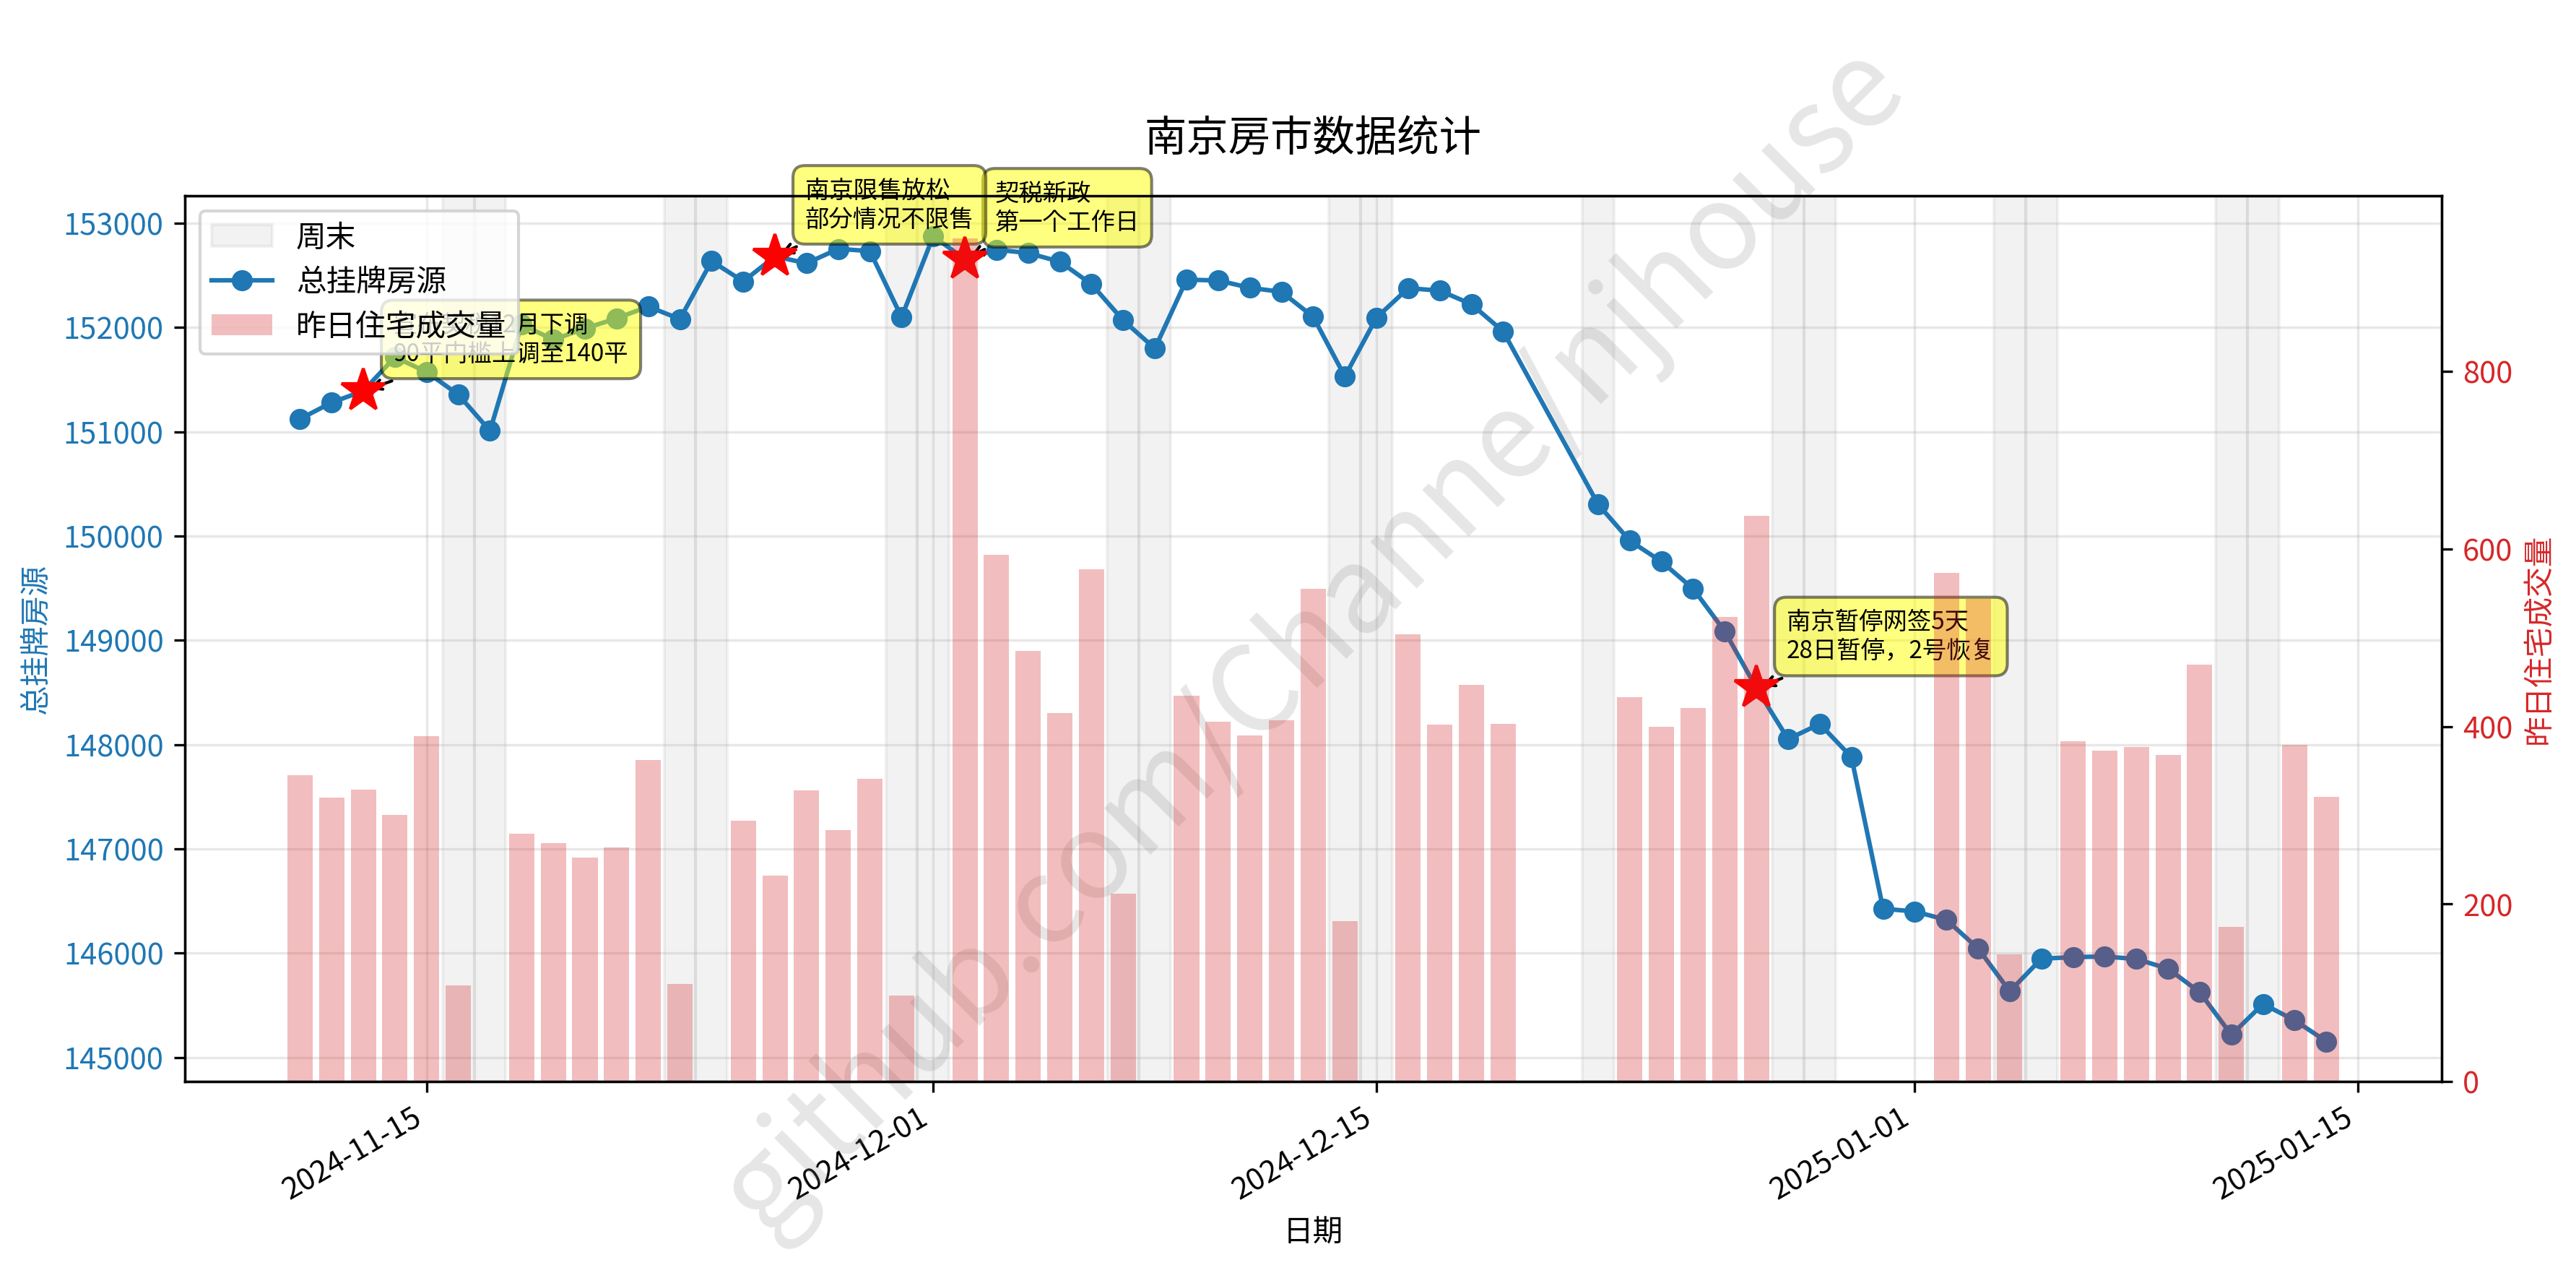 南京房市数据统计
南京限售放松
部分情况不限售
契税新政
第一个工作日
周末
总挂牌房源
昨日住宅成交量
2月下调
90平门槛上调至140平
南京暂停网签5天
28日暂停，2号恢复
153000
152000
151000
150000
149000
148000
147000
146000
145000
总挂牌房源
800
600
400
200
0
昨日住宅成交量
2024-11-15
2024-12-01
2024-12-15
2025-01-01
2025-01-15
日期
github.com/Channe/njhouse